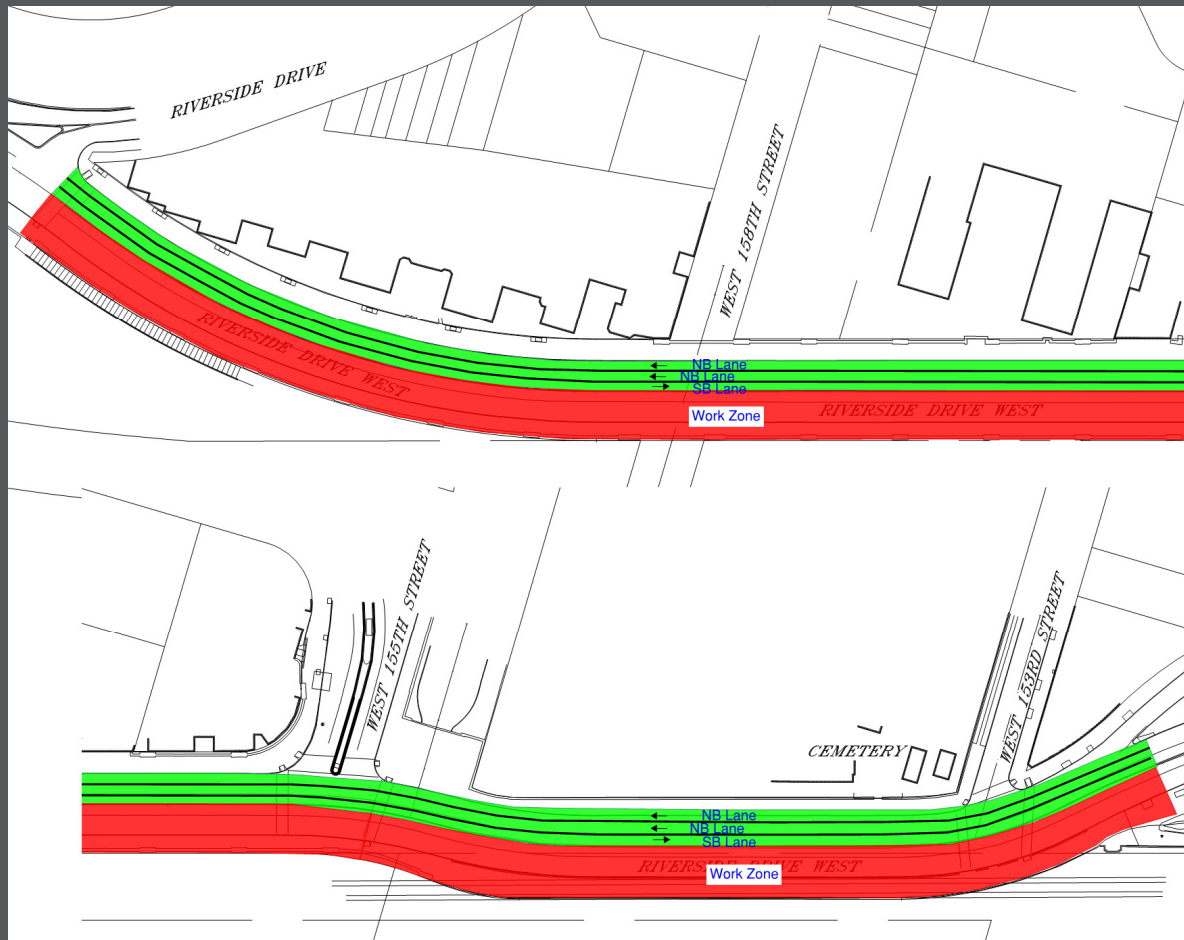 RIVERSIDE DRIVE
WEST 158TH STREET
RIVERSIDE DRIVE WEST
NB Lane
NB Lane
SB Lane
Work Zone
RIVERSIDE DRIVE WEST
WEST 155TH STREET
WEST 153RD STREET
CEMETERY
NB Lane
NB Lane
SB Lane
RIVERSIDE DRIVE WEST
Work Zone